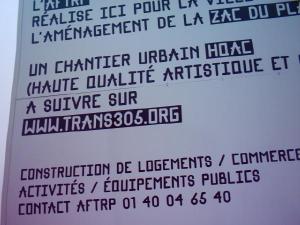 L'AFTRP
RÉALISE ICI POUR LA VILLE
L'AMÉNAGEMENT DE LA ZAC DU
UN CHANTIER URBAIN HQAC
(HAUTE QUALITÉ ARTISTIQUE ET
A SUIVRE SUR
WWW.TRANS305.ORG
CONSTRUCTION DE LOGEMENTS / COMMERCE
ACTIVITÉS / ÉQUIPEMENTS PUBLICS
CONTACT AFTRP 01 40 04 65 40